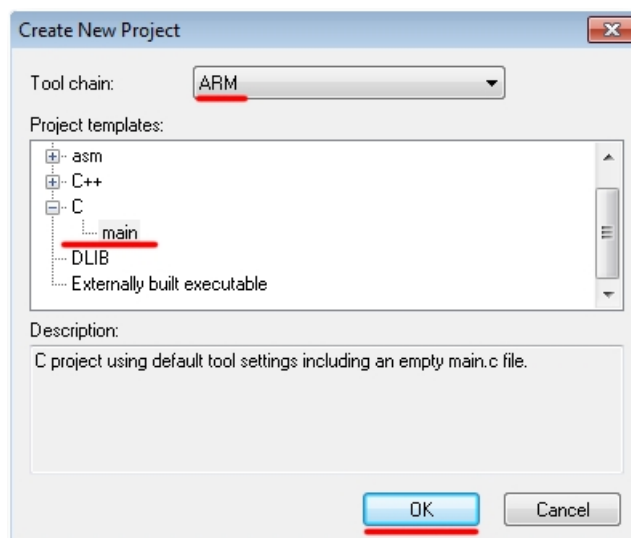 Create New Project
Tool chain: ARM
Project templates:
asm
C++
C
main
DLIB
Externally built executable
Description:
C project using default tool settings including an empty main.c file.
OK Cancel